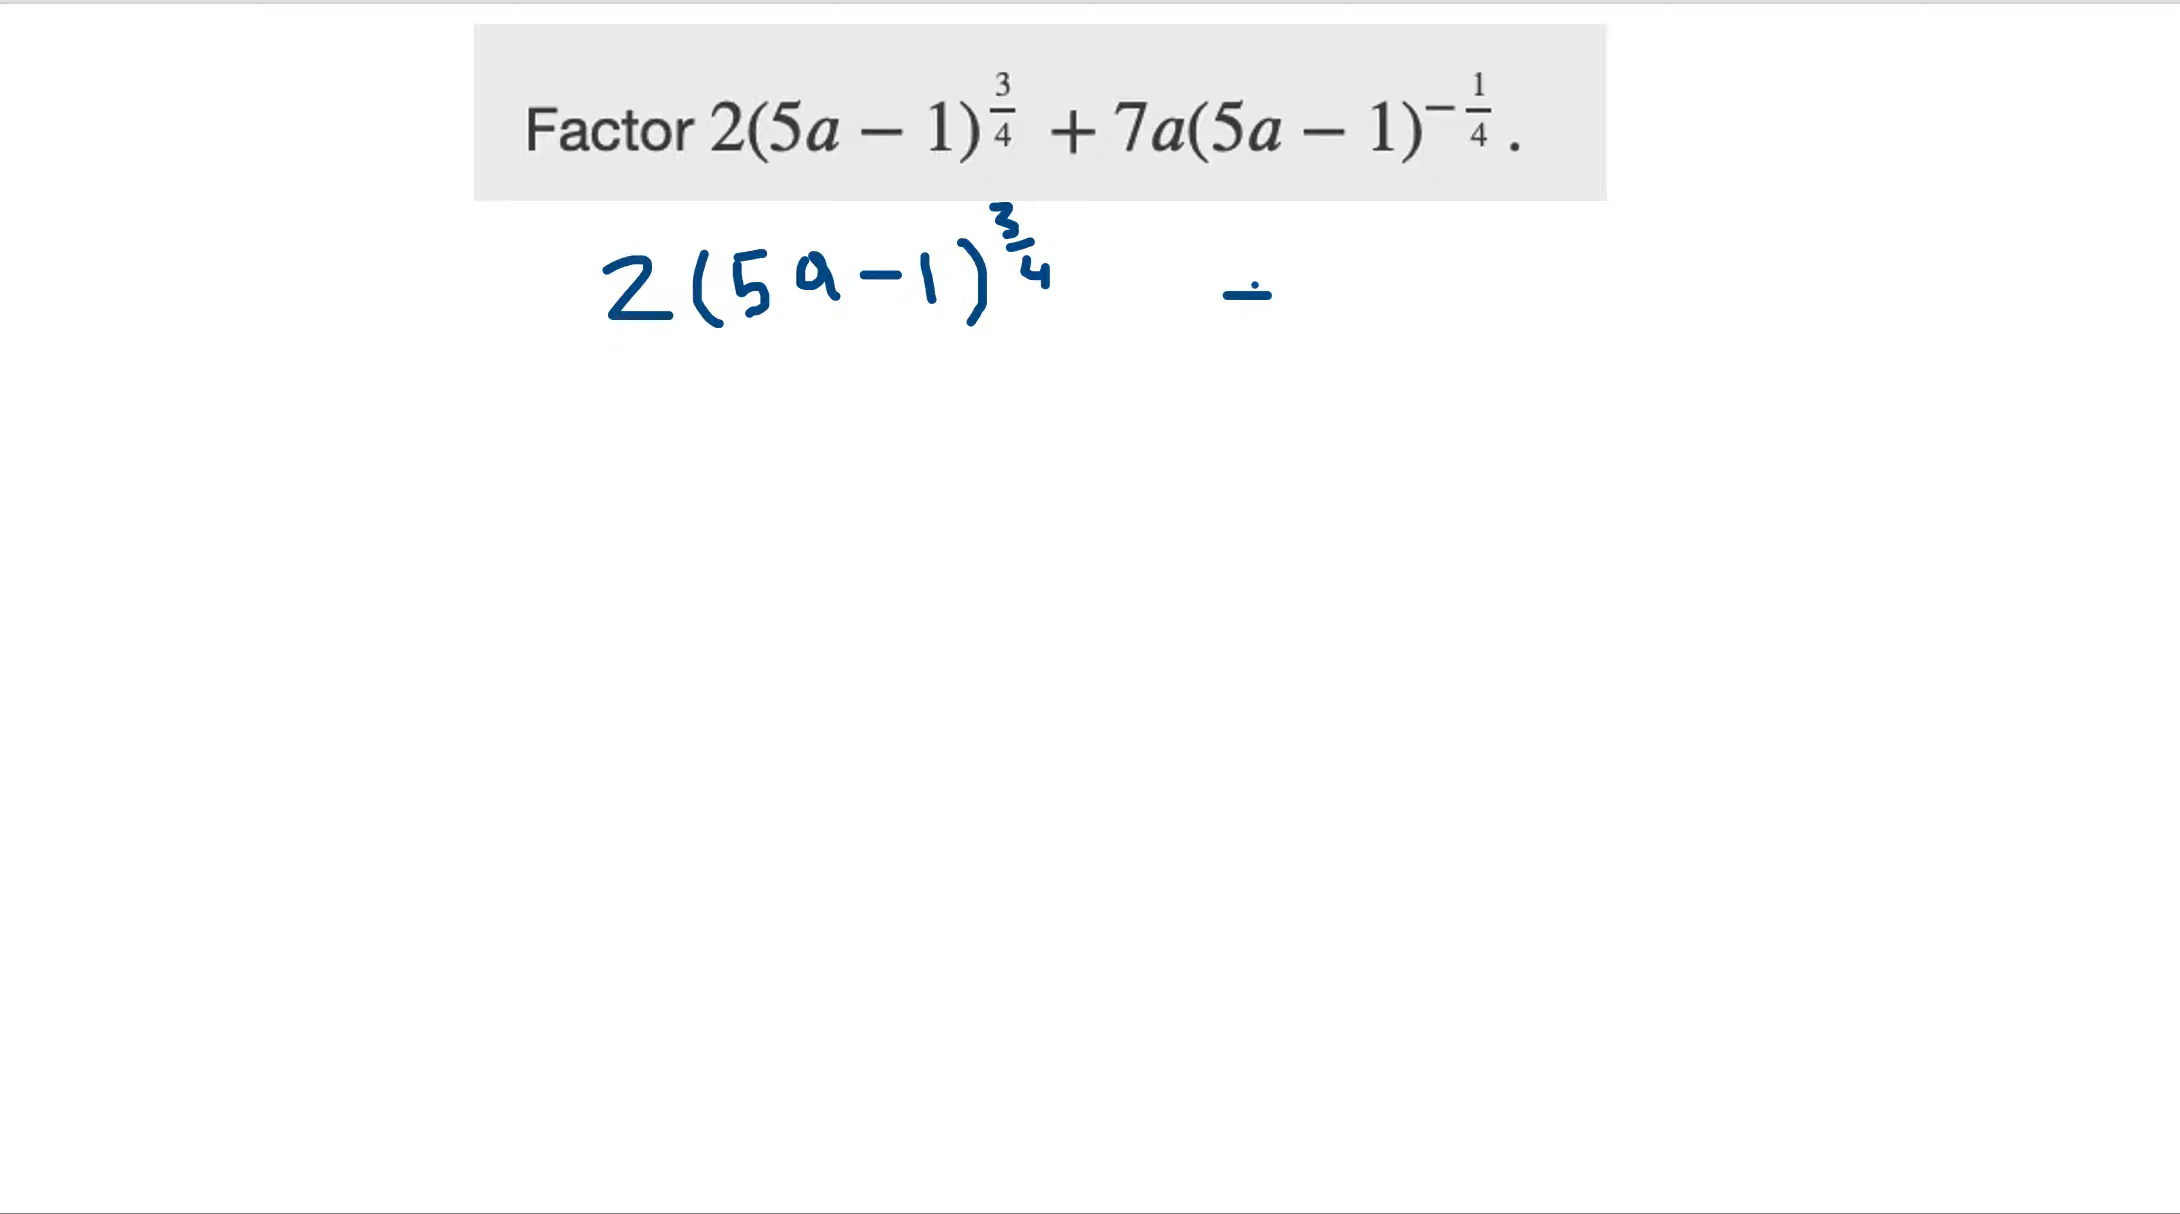 Factor 2(5a − 1)^{3/4} + 7a(5a − 1)^{−1/4}.
2(5a−1)^{3/4} ∸